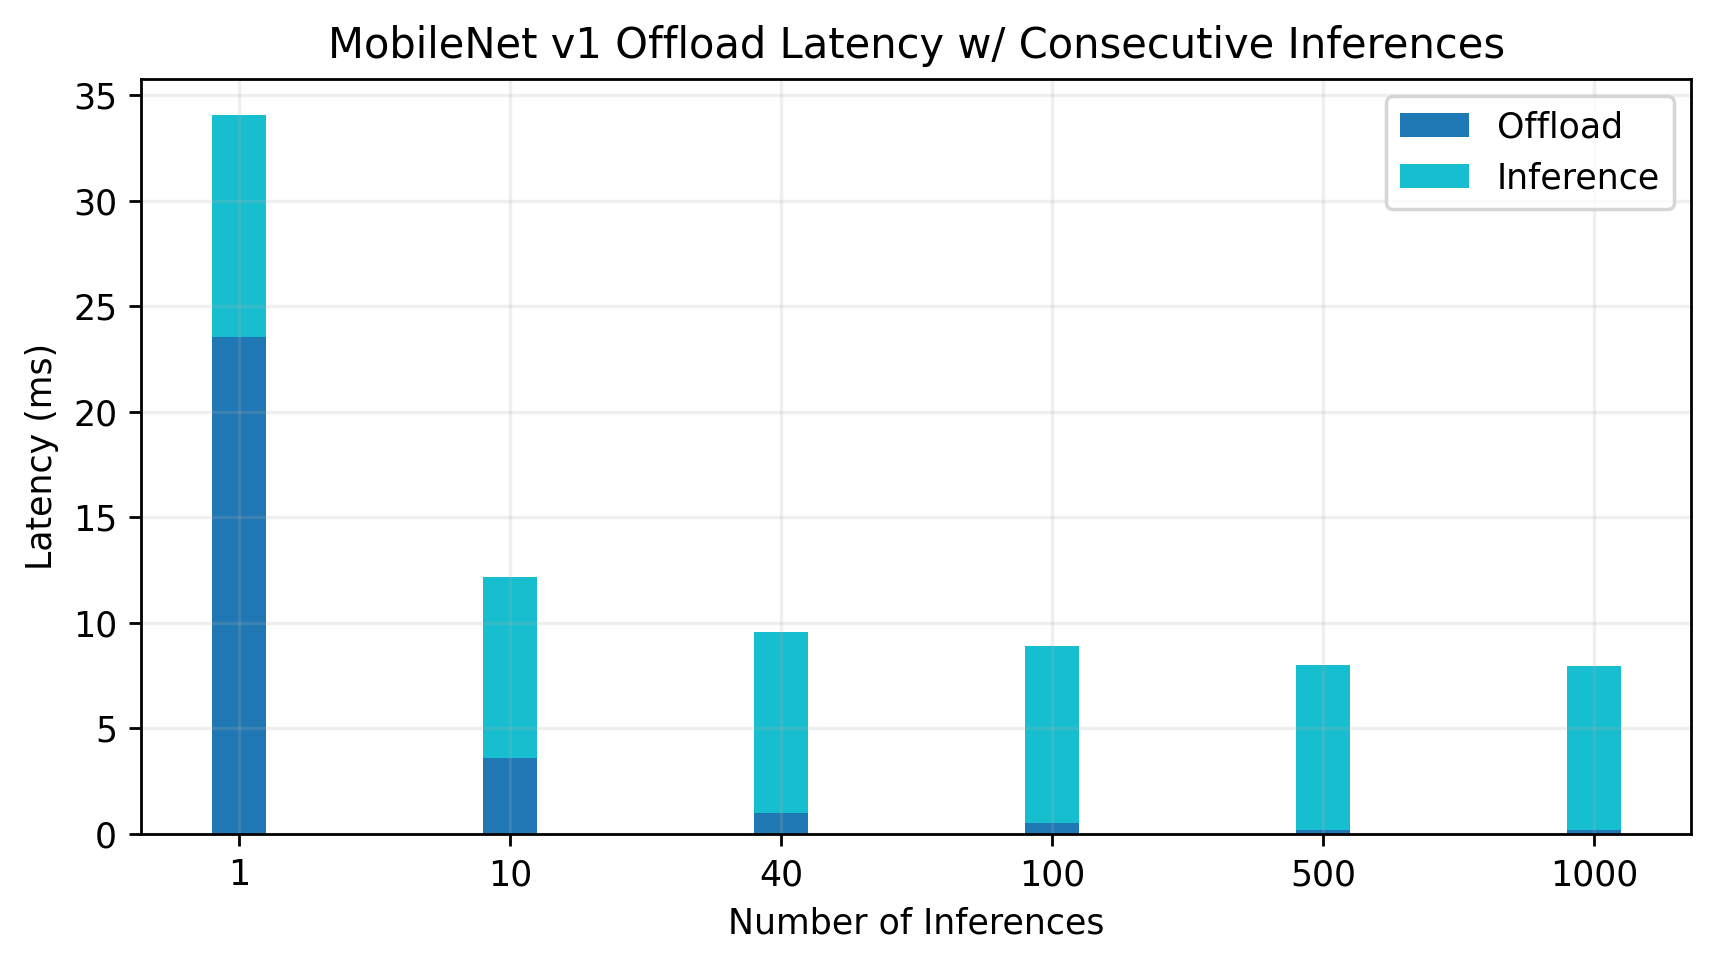 MobileNet v1 Offload Latency w/ Consecutive Inferences
Offload
Inference
Latency (ms)
35
30
25
20
15
10
5
0
1 10 40 100 500 1000
Number of Inferences